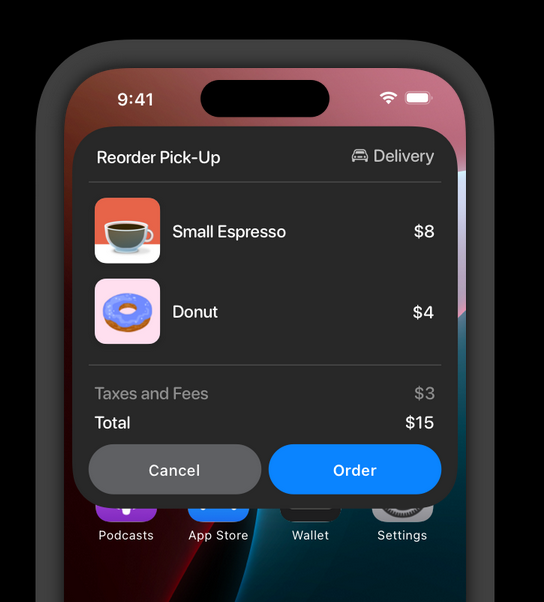 9:41
Reorder Pick-Up Delivery
Small Espresso $8
Donut $4
Taxes and Fees $3
Total $15
Cancel Order
Podcasts App Store Wallet Settings